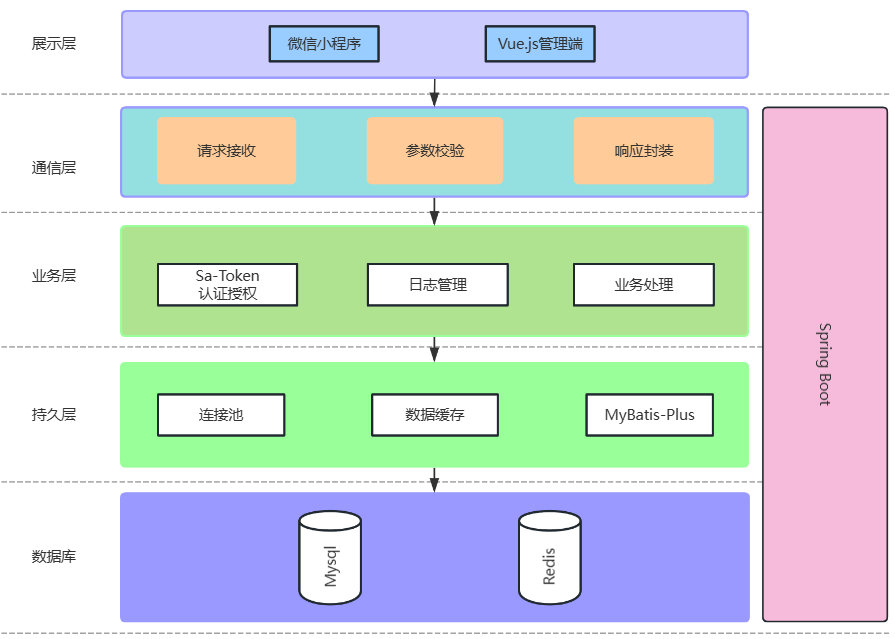 展示层
微信小程序
Vue.js管理端
通信层
请求接收
参数校验
响应封装
业务层
Sa-Token
认证授权
日志管理
业务处理
持久层
连接池
数据缓存
MyBatis-Plus
数据库
Mysql
Redis
Spring Boot